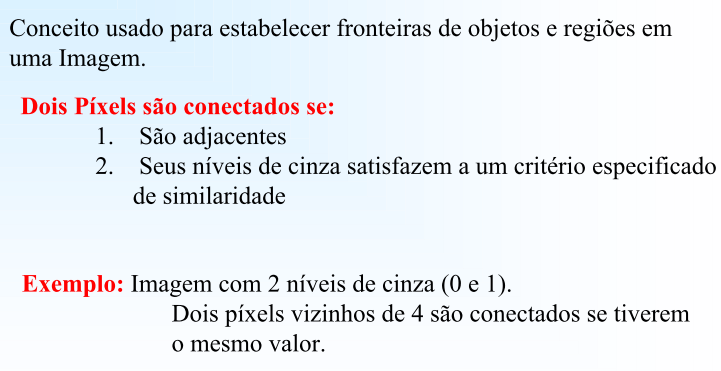 Conceito usado para estabelecer fronteiras de objetos e regiões em
uma Imagem.
Dois Píxels são conectados se:
1. São adjacentes
2. Seus níveis de cinza satisfazem a um critério especificado
de similaridade
Exemplo: Imagem com 2 níveis de cinza (0 e 1).
Dois píxels vizinhos de 4 são conectados se tiverem
o mesmo valor.